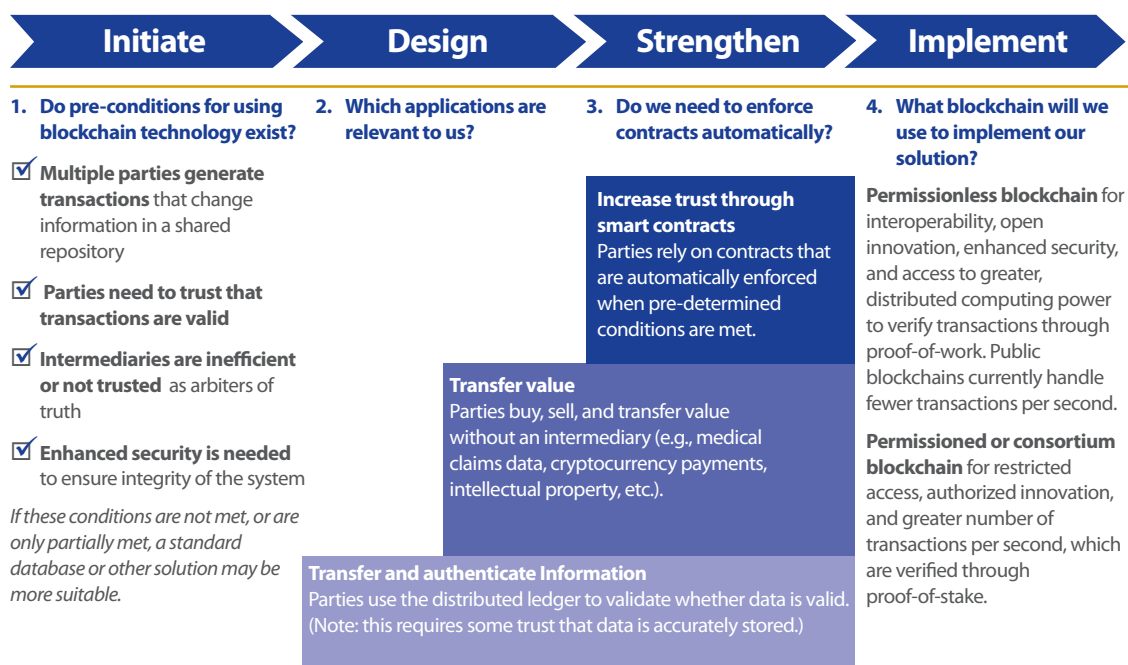 Initiate
Design
Strengthen
Implement
1. Do pre-conditions for using
blockchain technology exist?
Multiple parties generate
transactions that change
information in a shared
repository
Parties need to trust that
transactions are valid
Intermediaries are inefficient
or not trusted as arbiters of
truth
Enhanced security is needed
to ensure integrity of the system
If these conditions are not met, or are
only partially met, a standard
database or other solution may be
more suitable.
2. Which applications are
relevant to us?
3. Do we need to enforce
contracts automatically?
Increase trust through
smart contracts
Parties rely on contracts that
are automatically enforced
when pre-determined
conditions are met.
Transfer value
Parties buy, sell, and transfer value
without an intermediary (e.g., medical
claims data, cryptocurrency payments,
intellectual property, etc.).
Transfer and authenticate Information
Parties use the distributed ledger to validate whether data is valid.
(Note: this requires some trust that data is accurately stored.)
4. What blockchain will we
use to implement our
solution?
Permissionless blockchain for
interoperability, open
innovation, enhanced security,
and access to greater,
distributed computing power
to verify transactions through
proof-of-work. Public
blockchains currently handle
fewer transactions per second.
Permissioned or consortium
blockchain for restricted
access, authorized innovation,
and greater number of
transactions per second, which
are verified through
proof-of-stake.